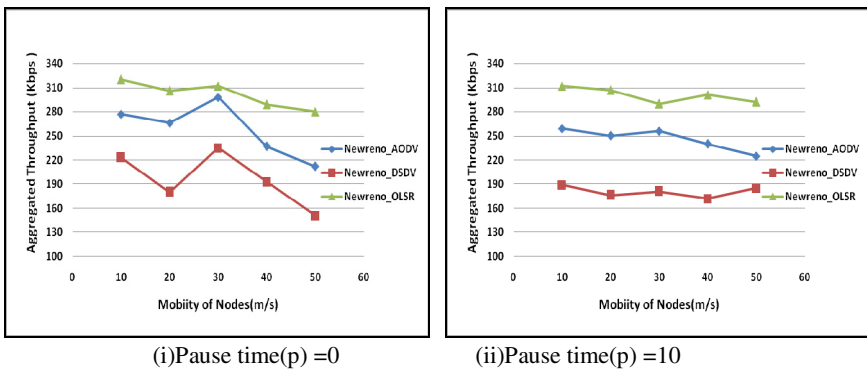 Aggregated Throughput (Kbps )
340
310
280
250
220
190
160
130
100
0 10 20 30 40 50 60
Mobiity of Nodes(m/s)
Newreno_AODV
Newreno_DSDV
Newreno_OLSR
(i)Pause time(p) =0
Aggregated Throughput (Kbps )
340
310
280
250
220
190
160
130
100
0 10 20 30 40 50 60
Mobiity of Nodes(m/s)
Newreno_AODV
Newreno_DSDV
Newreno_OLSR
(ii)Pause time(p) =10